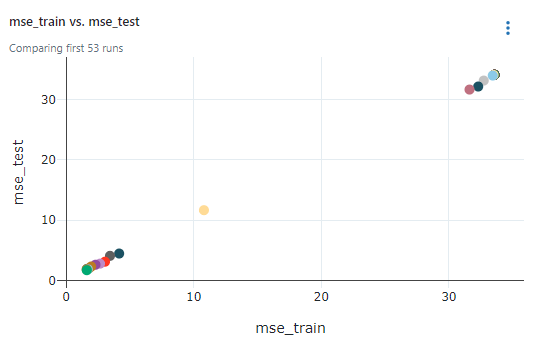 mse_train vs. mse_test
Comparing first 53 runs
30
20
10
0
mse_test
0 10 20 30
mse_train